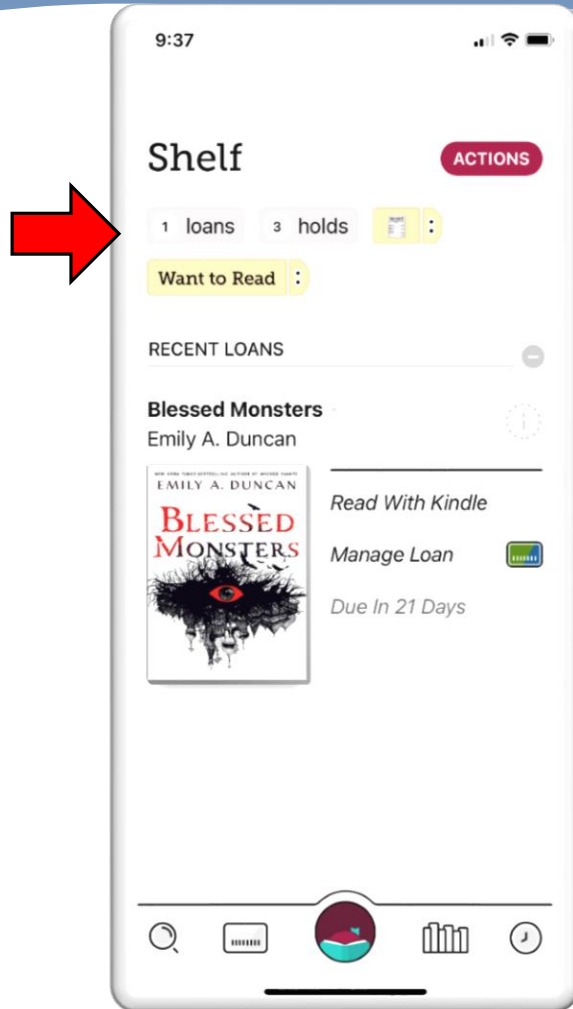 9:37
Shelf
ACTIONS
1 loans 3 holds
Want to Read
RECENT LOANS
Blessed Monsters
Emily A. Duncan
EMILY A. DUNCAN
BLESSED
MONSTERS
Read With Kindle
Manage Loan
Due In 21 Days